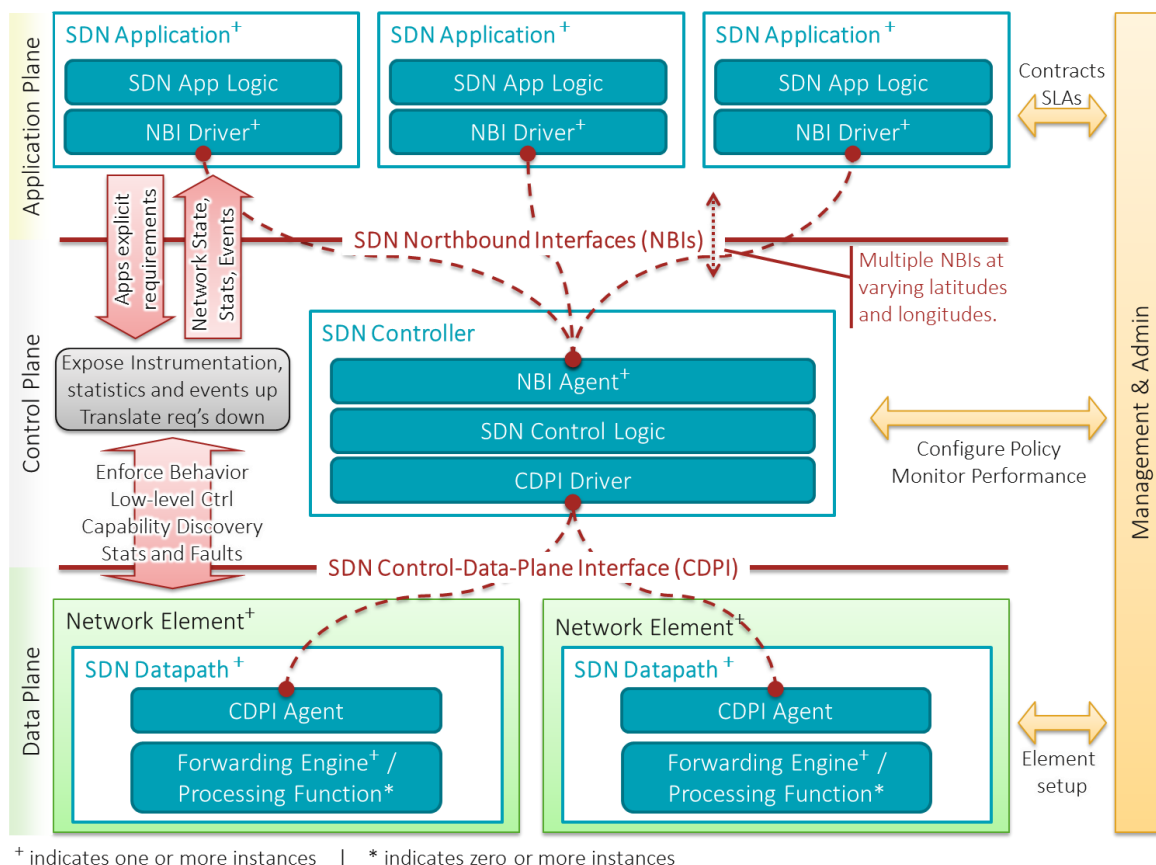 Application Plane
SDN Application+
SDN App Logic
NBI Driver+
SDN Application+
SDN App Logic
NBI Driver+
SDN Application+
SDN App Logic
NBI Driver+
Contracts
SLAs
Apps explicit
requirements
Network State,
Stats, Events
SDN Northbound Interfaces (NBIs)
Multiple NBIs at
varying latitudes
and longitudes.
Control Plane
Expose Instrumentation,
statistics and events up
Translate req's down
SDN Controller
NBI Agent+
SDN Control Logic
CDPI Driver
Configure Policy
Monitor Performance
Management & Admin
Enforce Behavior
Low-level Ctrl
Capability Discovery
Stats and Faults
SDN Control-Data-Plane Interface (CDPI)
Data Plane
Network Element+
SDN Datapath+
CDPI Agent
Forwarding Engine+ /
Processing Function*
Network Element+
SDN Datapath+
CDPI Agent
Forwarding Engine+ /
Processing Function*
Element
setup
+ indicates one or more instances | * indicates zero or more instances